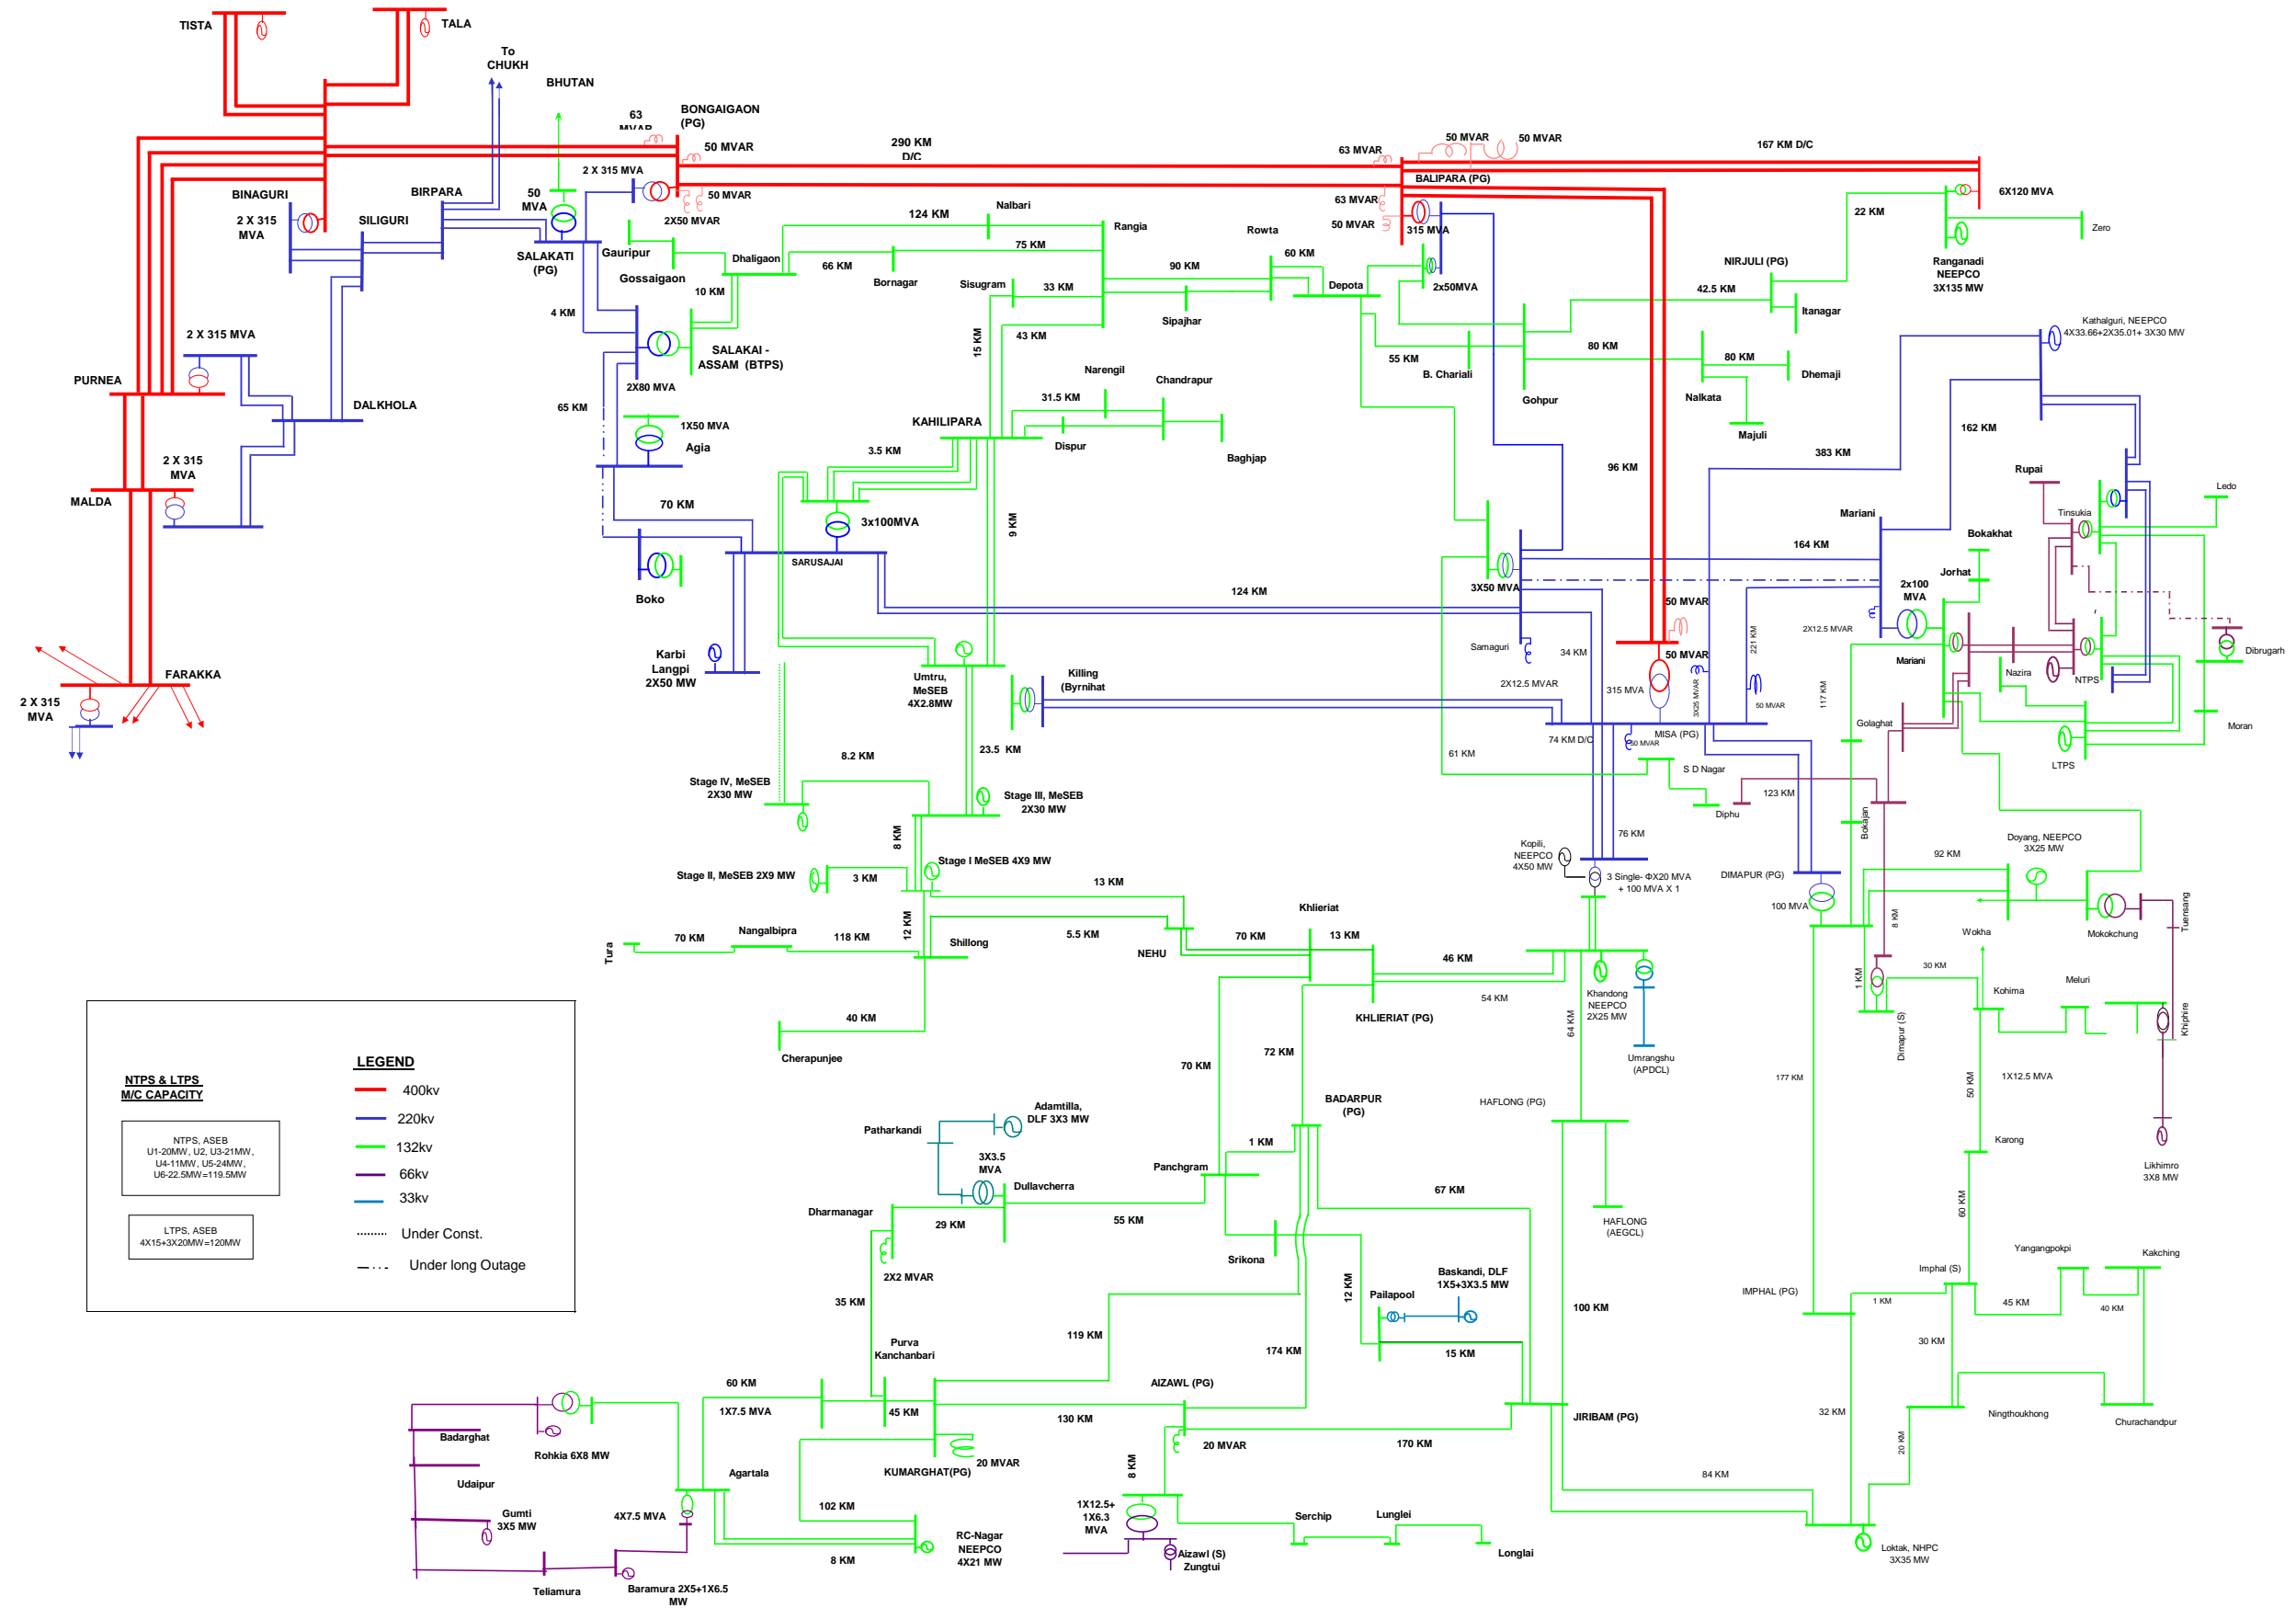 TISTA
TALA
To
CHUKH
BHUTAN
63
MVAR
BONGAIGAON
(PG)
50 MVAR
290 KM
D/C
63 MVAR
50 MVAR
50 MVAR
167 KM D/C
2 X 315 MVA
BALIPARA (PG)
BINAGURI
2 X 315
MVA
SILIGURI
BIRPARA
50
MVA
50 MVAR
2X50 MVAR
63 MVAR
50 MVAR
315 MVA
6X120 MVA
SALAKATI
(PG)
Gauripur
Gossaigaon
Dhaligaon
124 KM
Nalbari
Rangia
75 KM
66 KM
Bornagar
Rowta
60 KM
90 KM
Depota
2x50MVA
22 KM
Zero
Ranganadi
NEEPCO
3X135 MW
NIRJULI (PG)
42.5 KM
Itanagar
10 KM
4 KM
Sisugram
33 KM
43 KM
15 KM
Sipajhar
2 X 315 MVA
SALAKAI -
ASSAM (BTPS)
2X80 MVA
PURNEA
DALKHOLA
65 KM
1X50 MVA
Agia
Narengil
Chandrapur
31.5 KM
KAHILIPARA
Dispur
Baghjap
55 KM
B. Chariali
Gohpur
80 KM
80 KM
Nalkata
Dhemaji
Majuli
Kathalguri, NEEPCO
4X33.66+2X35.01+ 3X30 MW
162 KM
383 KM
96 KM
2 X 315
MVA
MALDA
3.5 KM
70 KM
3x100MVA
9 KM
SARUSAJAI
Boko
Karbi
Langpi
2X50 MW
124 KM
3X50 MVA
Samaguri
2X12.5 MVAR
34 KM
164 KM
Mariani
Bokakhat
Jorhat
2x100
MVA
2X12.5 MVAR
Mariani
Rupai
Tinsukia
Ledo
Nazira
NTPS
Dibrugarh
Moran
LTPS
Golaghat
FARAKKA
2 X 315
MVA
Umtru,
MeSEB
4X2.8MW
Killing
(Byrnihat
50 MVAR
50 MVAR
315 MVA
3X25 MVAR
221 KM
50 MVAR
117 KM
MISA (PG)
74 KM D/C
50 MVAR
61 KM
S D Nagar
Diphu
123 KM
76 KM
Bokajan
23.5 KM
8.2 KM
Stage IV, MeSEB
2X30 MW
Stage III, MeSEB
2X30 MW
8 KM
Stage I MeSEB 4X9 MW
Stage II, MeSEB 2X9 MW
3 KM
13 KM
12 KM
Kopili,
NEEPCO
4X50 MW
3 Single- ΦX20 MVA
+ 100 MVA X 1
DIMAPUR (PG)
100 MVA
92 KM
Doyang, NEEPCO
3X25 MW
Wokha
Mokokchung
Tuensang
8 KM
1 KM
30 KM
Dimapur (S)
Kohima
Meluri
Khiphire
Tura
70 KM
Nangalbipra
118 KM
Shillong
5.5 KM
NEHU
70 KM
Khlieriat
13 KM
46 KM
54 KM
KHLIERIAT (PG)
Khandong
NEEPCO
2X25 MW
Umrangshu
(APDCL)
64 KM
40 KM
Cherapunjee
72 KM
70 KM
177 KM
50 KM
1X12.5 MVA
Likhimro
3X8 MW
Karong
60 KM
NTPS & LTPS
M/C CAPACITY
NTPS, ASEB
U1-20MW, U2, U3-21MW,
U4-11MW, U5-24MW,
U6-22.5MW=119.5MW
LTPS, ASEB
4X15+3X20MW=120MW
LEGEND
400kv
220kv
132kv
66kv
33kv
Under Const.
Under long Outage
Adamtilla,
DLF 3X3 MW
Patharkandi
3X3.5
MVA
Dullavcherra
Dharmanagar
29 KM
55 KM
2X2 MVAR
35 KM
BADARPUR
(PG)
1 KM
Panchgram
67 KM
Srikona
12 KM
Baskandi, DLF
1X5+3X3.5 MW
Pailapool
15 KM
HAFLONG (PG)
HAFLONG
(AEGCL)
100 KM
IMPHAL (PG)
Imphal (S)
1 KM
Yangangpokpi
Kakching
45 KM
40 KM
30 KM
Ningthoukhong
Churachandpur
20 KM
32 KM
119 KM
174 KM
Purva
Kanchanbari
60 KM
1X7.5 MVA
45 KM
AIZAWL (PG)
130 KM
20 MVAR
170 KM
JIRIBAM (PG)
84 KM
Loktak, NHPC
3X35 MW
Badarghat
Rohkia 6X8 MW
Udaipur
Gumti
3X5 MW
Teliamura
Baramura 2X5+1X6.5
MW
Agartala
4X7.5 MVA
KUMARGHAT(PG)
20 MVAR
102 KM
8 KM
RC-Nagar
NEEPCO
4X21 MW
8 KM
1X12.5+
1X6.3
MVA
Aizawl (S)
Zungtui
Serchip
Lunglei
Longlai